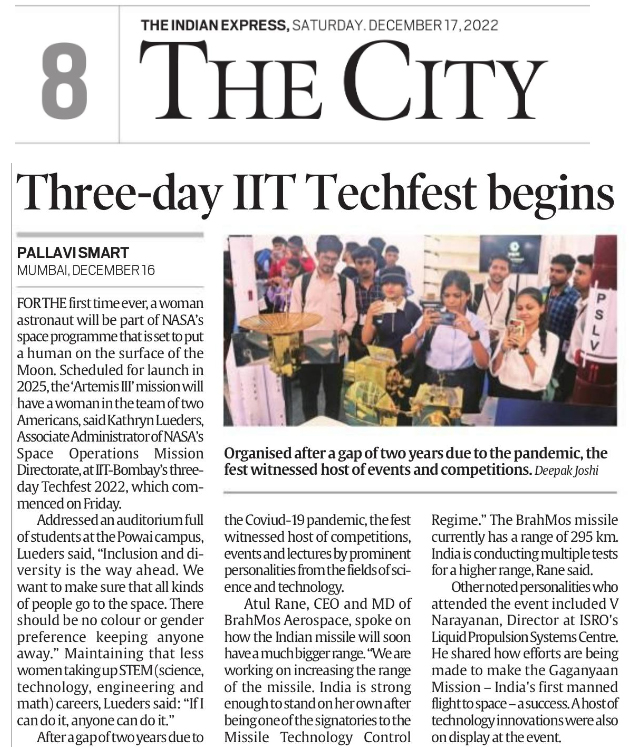 THE INDIAN EXPRESS, SATURDAY. DECEMBER 17, 2022
8
THE CITY
Three-day IIT Techfest begins
PALLAVI SMART
MUMBAI, DECEMBER 16
FOR THE first time ever, a woman
astronaut will be part of NASA's
space programme that is set to put
a human on the surface of the
Moon. Scheduled for launch in
2025, the 'Artemis III' mission will
have a woman in the team of two
Americans, said Kathryn Lueders,
Associate Administrator of NASA's
Space Operations Mission
Directorate, at IIT-Bombay's three-
day Techfest 2022, which com-
menced on Friday.
Addressed an auditorium full
of students at the Powai campus,
Lueders said, "Inclusion and di-
versity is the way ahead. We
want to make sure that all kinds
of people go to the space. There
should be no colour or gender
preference keeping anyone
away." Maintaining that less
women taking up STEM (science,
technology, engineering and
math) careers, Lueders said: "If I
can do it, anyone can do it."
After a gap of two years due to
PSLV
Organised after a gap of two years due to the pandemic, the
fest witnessed host of events and competitions. Deepak Joshi
the Coviud-19 pandemic, the fest
witnessed host of competitions,
events and lectures by prominent
personalities from the fields of sci-
ence and technology.
Atul Rane, CEO and MD of
BrahMos Aerospace, spoke on
how the Indian missile will soon
have a much bigger range. "We are
working on increasing the range
of the missile. India is strong
enough to stand on her own after
being one of the signatories to the
Missile Technology Control
Regime." The BrahMos missile
currently has a range of 295 km.
India is conducting multiple tests
for a higher range, Rane said.
Other noted personalities who
attended the event included V
Narayanan, Director at ISRO's
Liquid Propulsion Systems Centre.
He shared how efforts are being
made to make the Gaganyaan
Mission – India's first manned
flight to space – a success. A host of
technology innovations were also
on display at the event.